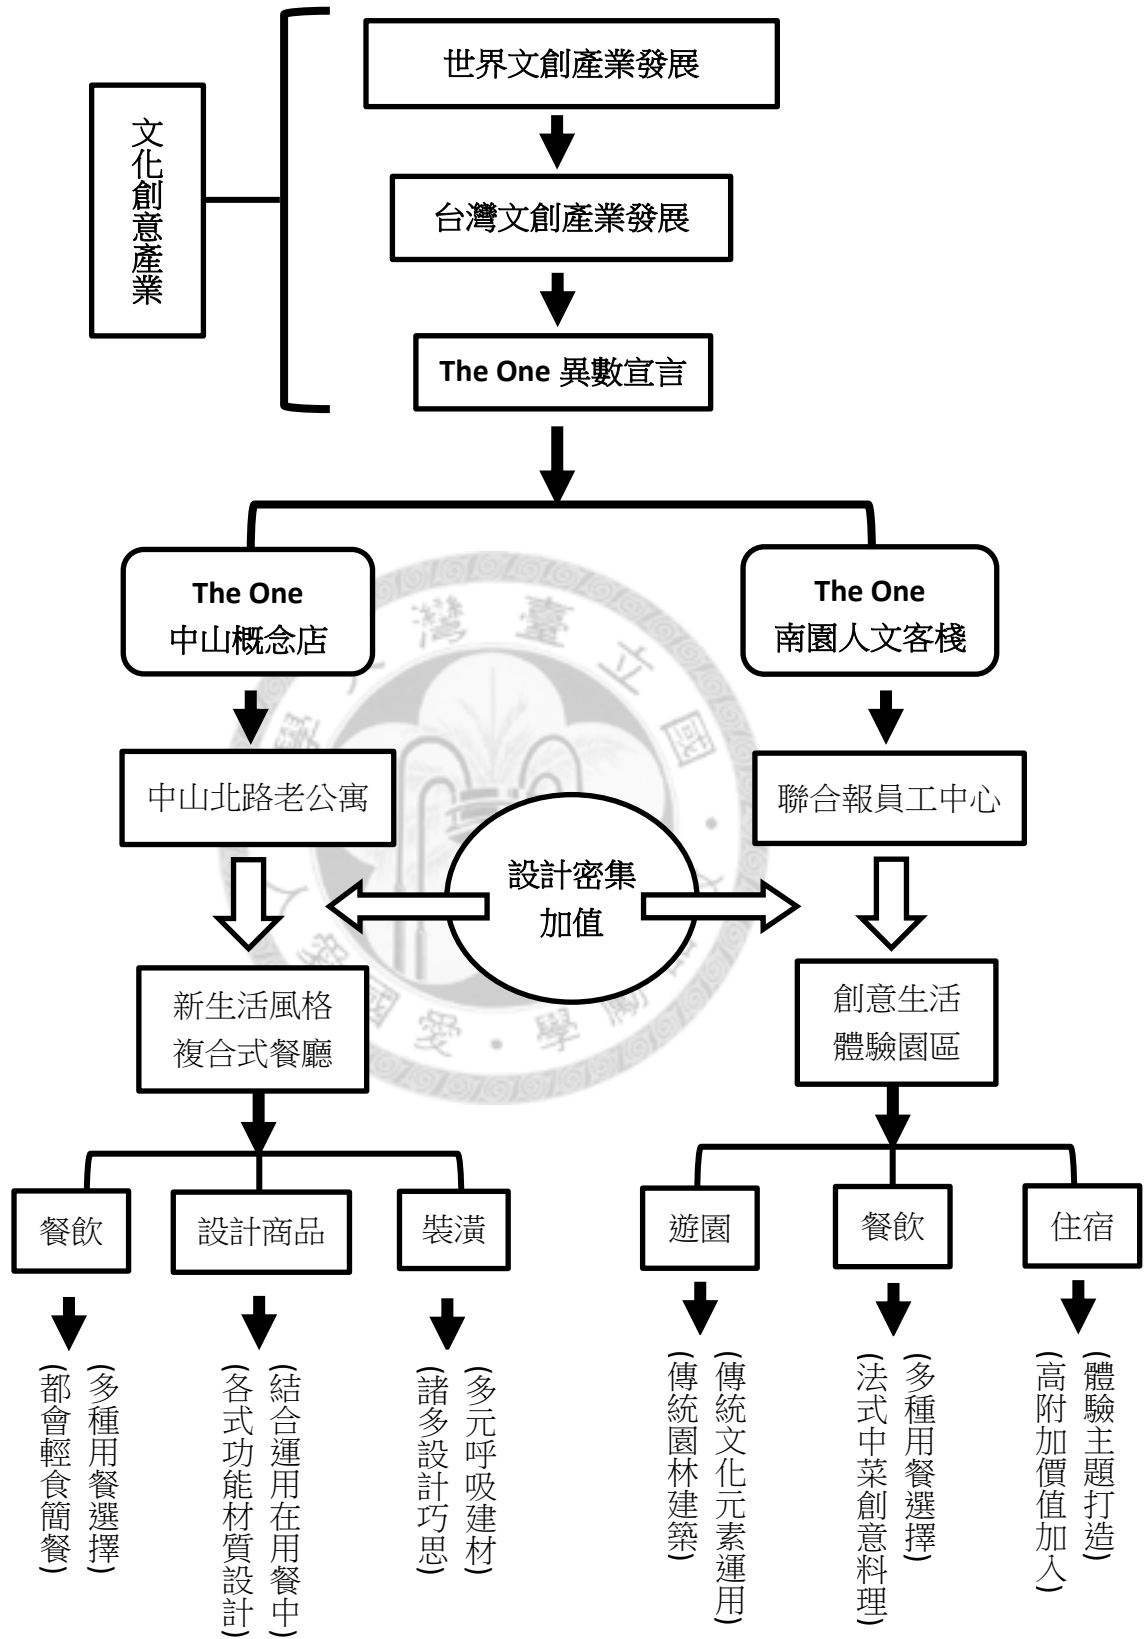 文化創意產業
世界文創產業發展
台灣文創產業發展
The One 異數宣言
The One
中山概念店
The One
南園人文客棧
中山北路老公寓
聯合報員工中心
設計密集
加值
新生活風格
複合式餐廳
創意生活
體驗園區
餐飲
設計商品
裝潢
遊園
餐飲
住宿
(多種用餐選擇)
(都會輕食簡餐)
(結合運用在用餐中)
(各式功能材質設計)
(多元呼吸建材)
(諸多設計巧思)
(傳統文化元素運用)
(傳統園林建築)
(多種用餐選擇)
(法式中菜創意料理)
(體驗主題打造)
(高附加價值加入)